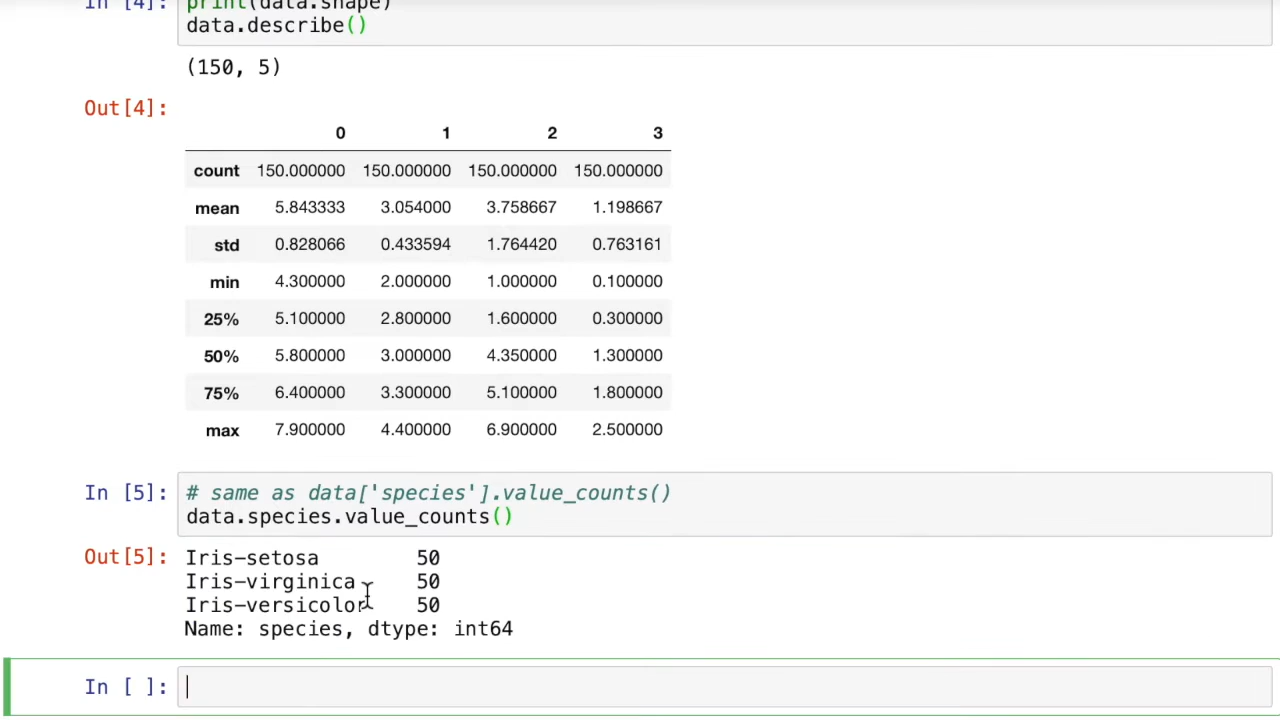 In [4]: print(data.shape)
data.describe()
(150, 5)
Out[4]:
0 1 2 3
count 150.000000 150.000000 150.000000 150.000000
mean 5.843333 3.054000 3.758667 1.198667
std 0.828066 0.433594 1.764420 0.763161
min 4.300000 2.000000 1.000000 0.100000
25% 5.100000 2.800000 1.600000 0.300000
50% 5.800000 3.000000 4.350000 1.300000
75% 6.400000 3.300000 5.100000 1.800000
max 7.900000 4.400000 6.900000 2.500000
In [5]: # same as data['species'].value_counts()
data.species.value_counts()
Out[5]: Iris-setosa 50
Iris-virginica 50
Iris-versicolor 50
Name: species, dtype: int64
In [ ]: